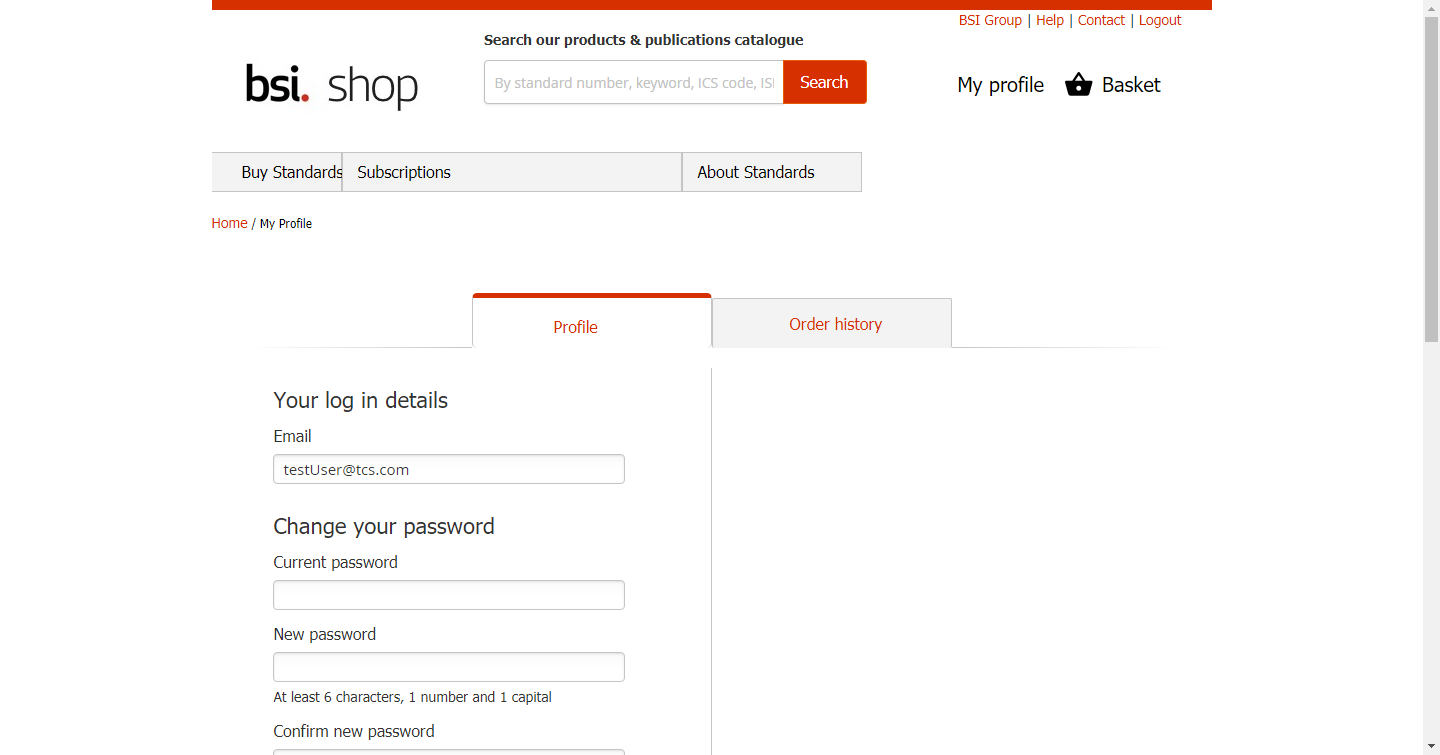 BSI Group | Help | Contact | Logout
Search our products & publications catalogue
bsi. shop
By standard number, keyword, ICS code, ISI
Search
My profile
Basket
Buy Standards
Subscriptions
About Standards
Home / My Profile
Profile
Order history
Your log in details
Email
testUser@tcs.com
Change your password
Current password
New password
At least 6 characters, 1 number and 1 capital
Confirm new password